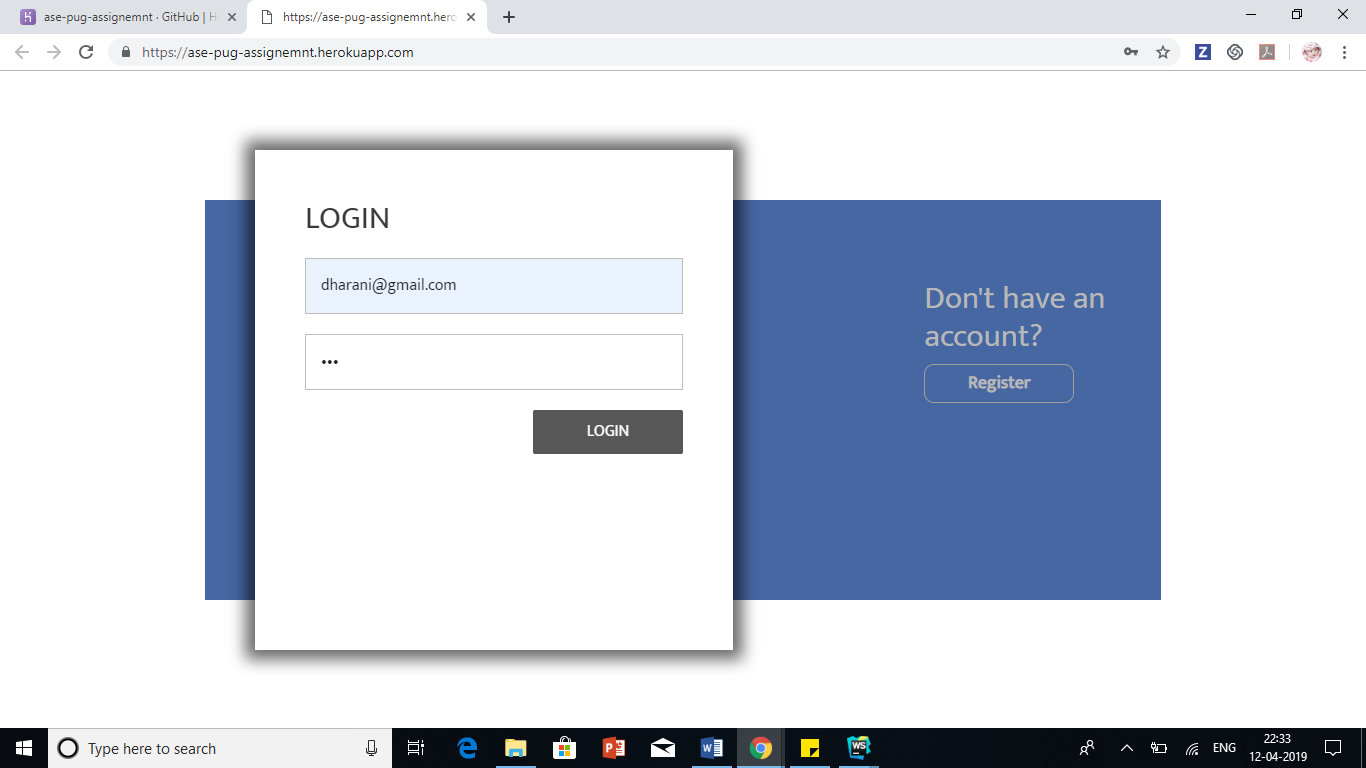 ase-pug-assignemnt · GitHub | H
https://ase-pug-assignemnt.hero
https://ase-pug-assignemnt.herokuapp.com
LOGIN
dharani@gmail.com
•••
LOGIN
Don't have an
account?
Register
Type here to search
ENG
22:33
12-04-2019